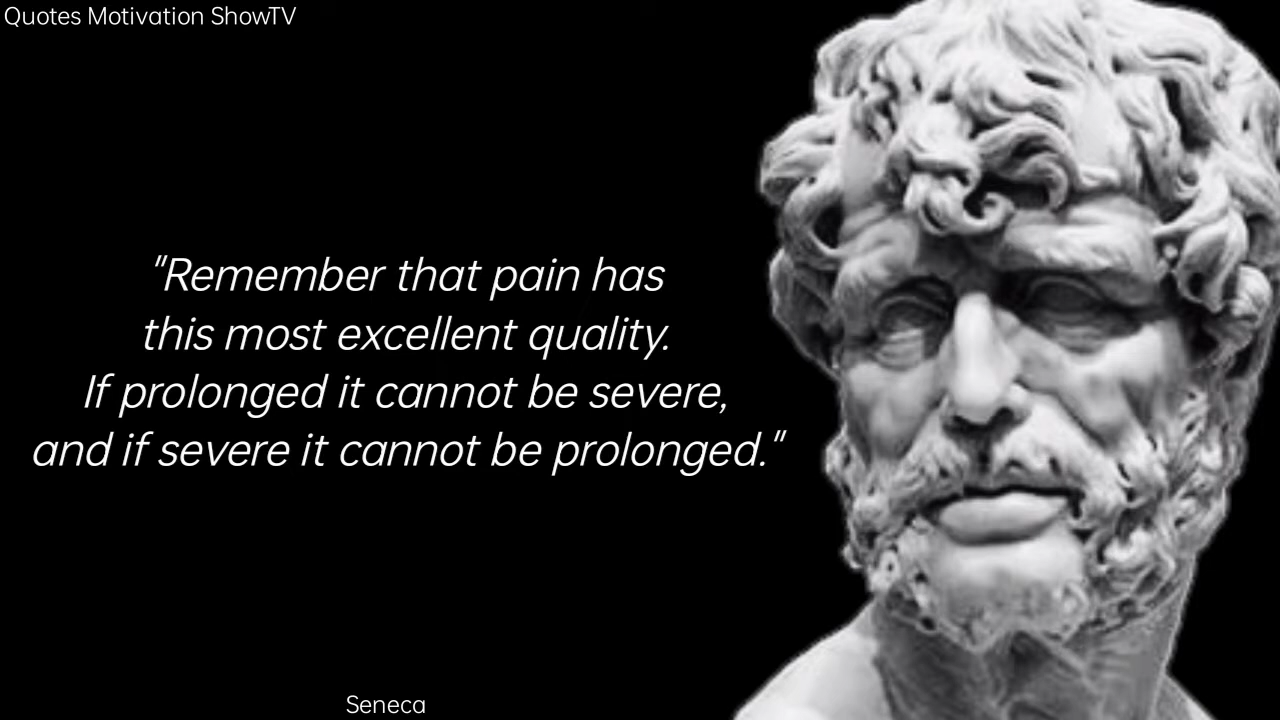 Quotes Motivation ShowTV
"Remember that pain has
this most excellent quality.
If prolonged it cannot be severe,
and if severe it cannot be prolonged."
Seneca